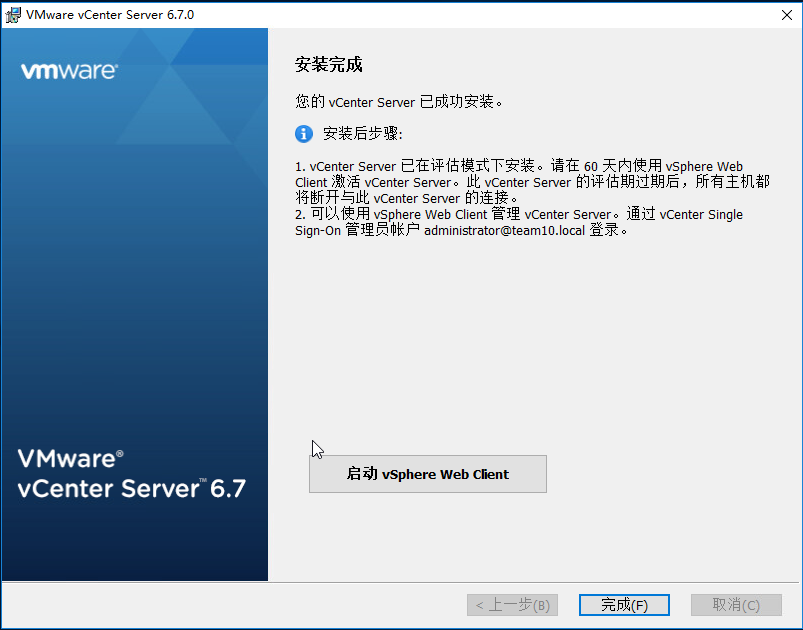 VMware vCenter Server 6.7.0
vmware®
安装完成
您的 vCenter Server 已成功安装。
安装后步骤:
1. vCenter Server 已在评估模式下安装。请在 60 天内使用 vSphere Web
Client 激活 vCenter Server。此 vCenter Server 的评估期过期后，所有主机都
将断开与此 vCenter Server 的连接。
2. 可以使用 vSphere Web Client 管理 vCenter Server。通过 vCenter Single
Sign-On 管理员帐户 administrator@team10.local 登录。
VMware®
vCenter Server™ 6.7
启动 vSphere Web Client
< 上一步(B)
完成(F)
取消(C)